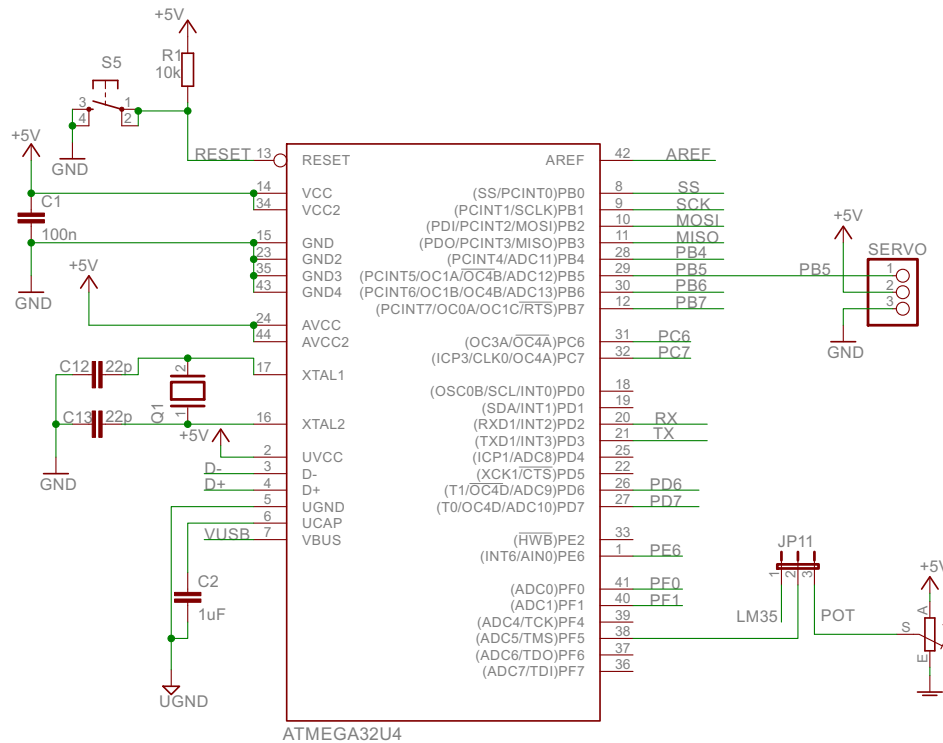 +5V
R1
10k
S5
3
4
1
2
GND
+5V
C1
100n
GND
+5V
RESET 13 RESET
14 VCC
34 VCC2
15 GND
23 GND2
35 GND3
43 GND4
24 AVCC
44 AVCC2
17 XTAL1
16 XTAL2
2 UVCC
D- 3 D-
D+ 4 D+
5 UGND
6 UCAP
VUSB 7 VBUS
C12 22p
C13 22p
2
Q1
1
+5V
GND
C2
1uF
UGND
AREF 42 AREF
(SS/PCINT0)PB0 8 SS
(PCINT1/SCLK)PB1 9 SCK
(PDI/PCINT2/MOSI)PB2 10 MOSI
(PDO/PCINT3/MISO)PB3 11 MISO
(PCINT4/ADC11)PB4 28 PB4
(PCINT5/OC1A/OC4B/ADC12)PB5 29 PB5 PB5
(PCINT6/OC1B/OC4B/ADC13)PB6 30 PB6
(PCINT7/OC0A/OC1C/RTS)PB7 12 PB7
(OC3A/OC4A)PC6 31 PC6
(ICP3/CLK0/OC4A)PC7 32 PC7
(OSC0B/SCL/INT0)PD0 18
(SDA/INT1)PD1 19
(RXD1/INT2)PD2 20 RX
(TXD1/INT3)PD3 21 TX
(ICP1/ADC8)PD4 25
(XCK1/CTS)PD5 22
(T1/OC4D/ADC9)PD6 26 PD6
(T0/OC4D/ADC10)PD7 27 PD7
(HWB)PE2 33
(INT6/AIN0)PE6 1 PE6
(ADC0)PF0 41 PF0
(ADC1)PF1 40 PF1
(ADC4/TCK)PF4 39
(ADC5/TMS)PF5 38
(ADC6/TDO)PF6 37
(ADC7/TDI)PF7 36
ATMEGA32U4
+5V
SERVO
1
2
3
GND
JP11
1
2
3
LM35
POT
+5V
A
S
E